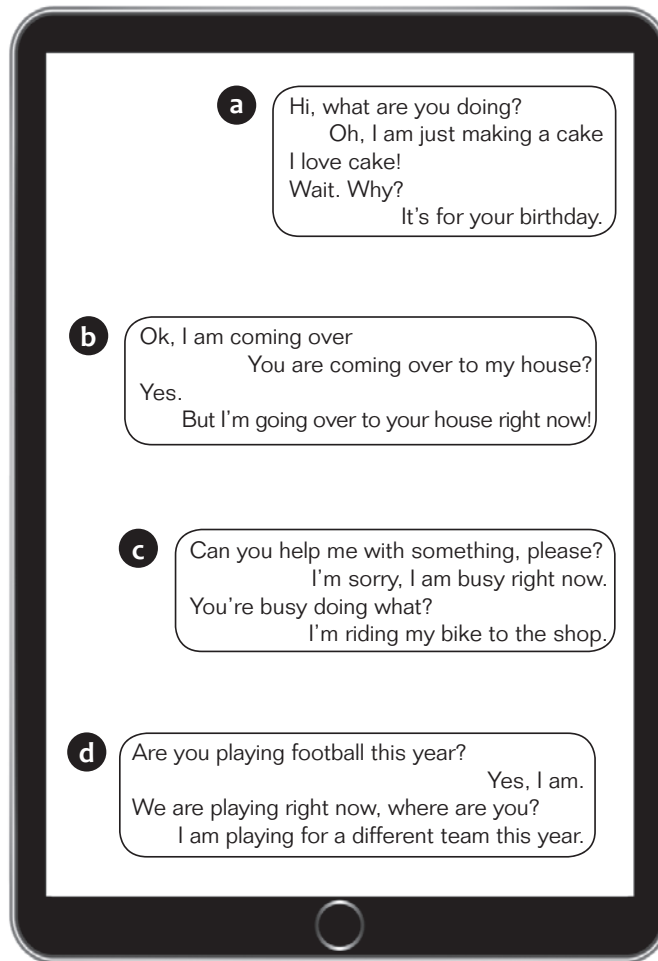 a
Hi, what are you doing?
Oh, I am just making a cake
I love cake!
Wait. Why?
It’s for your birthday.
b
Ok, I am coming over
You are coming over to my house?
Yes.
But I’m going over to your house right now!
c
Can you help me with something, please?
I’m sorry, I am busy right now.
You’re busy doing what?
I’m riding my bike to the shop.
d
Are you playing football this year?
Yes, I am.
We are playing right now, where are you?
I am playing for a different team this year.